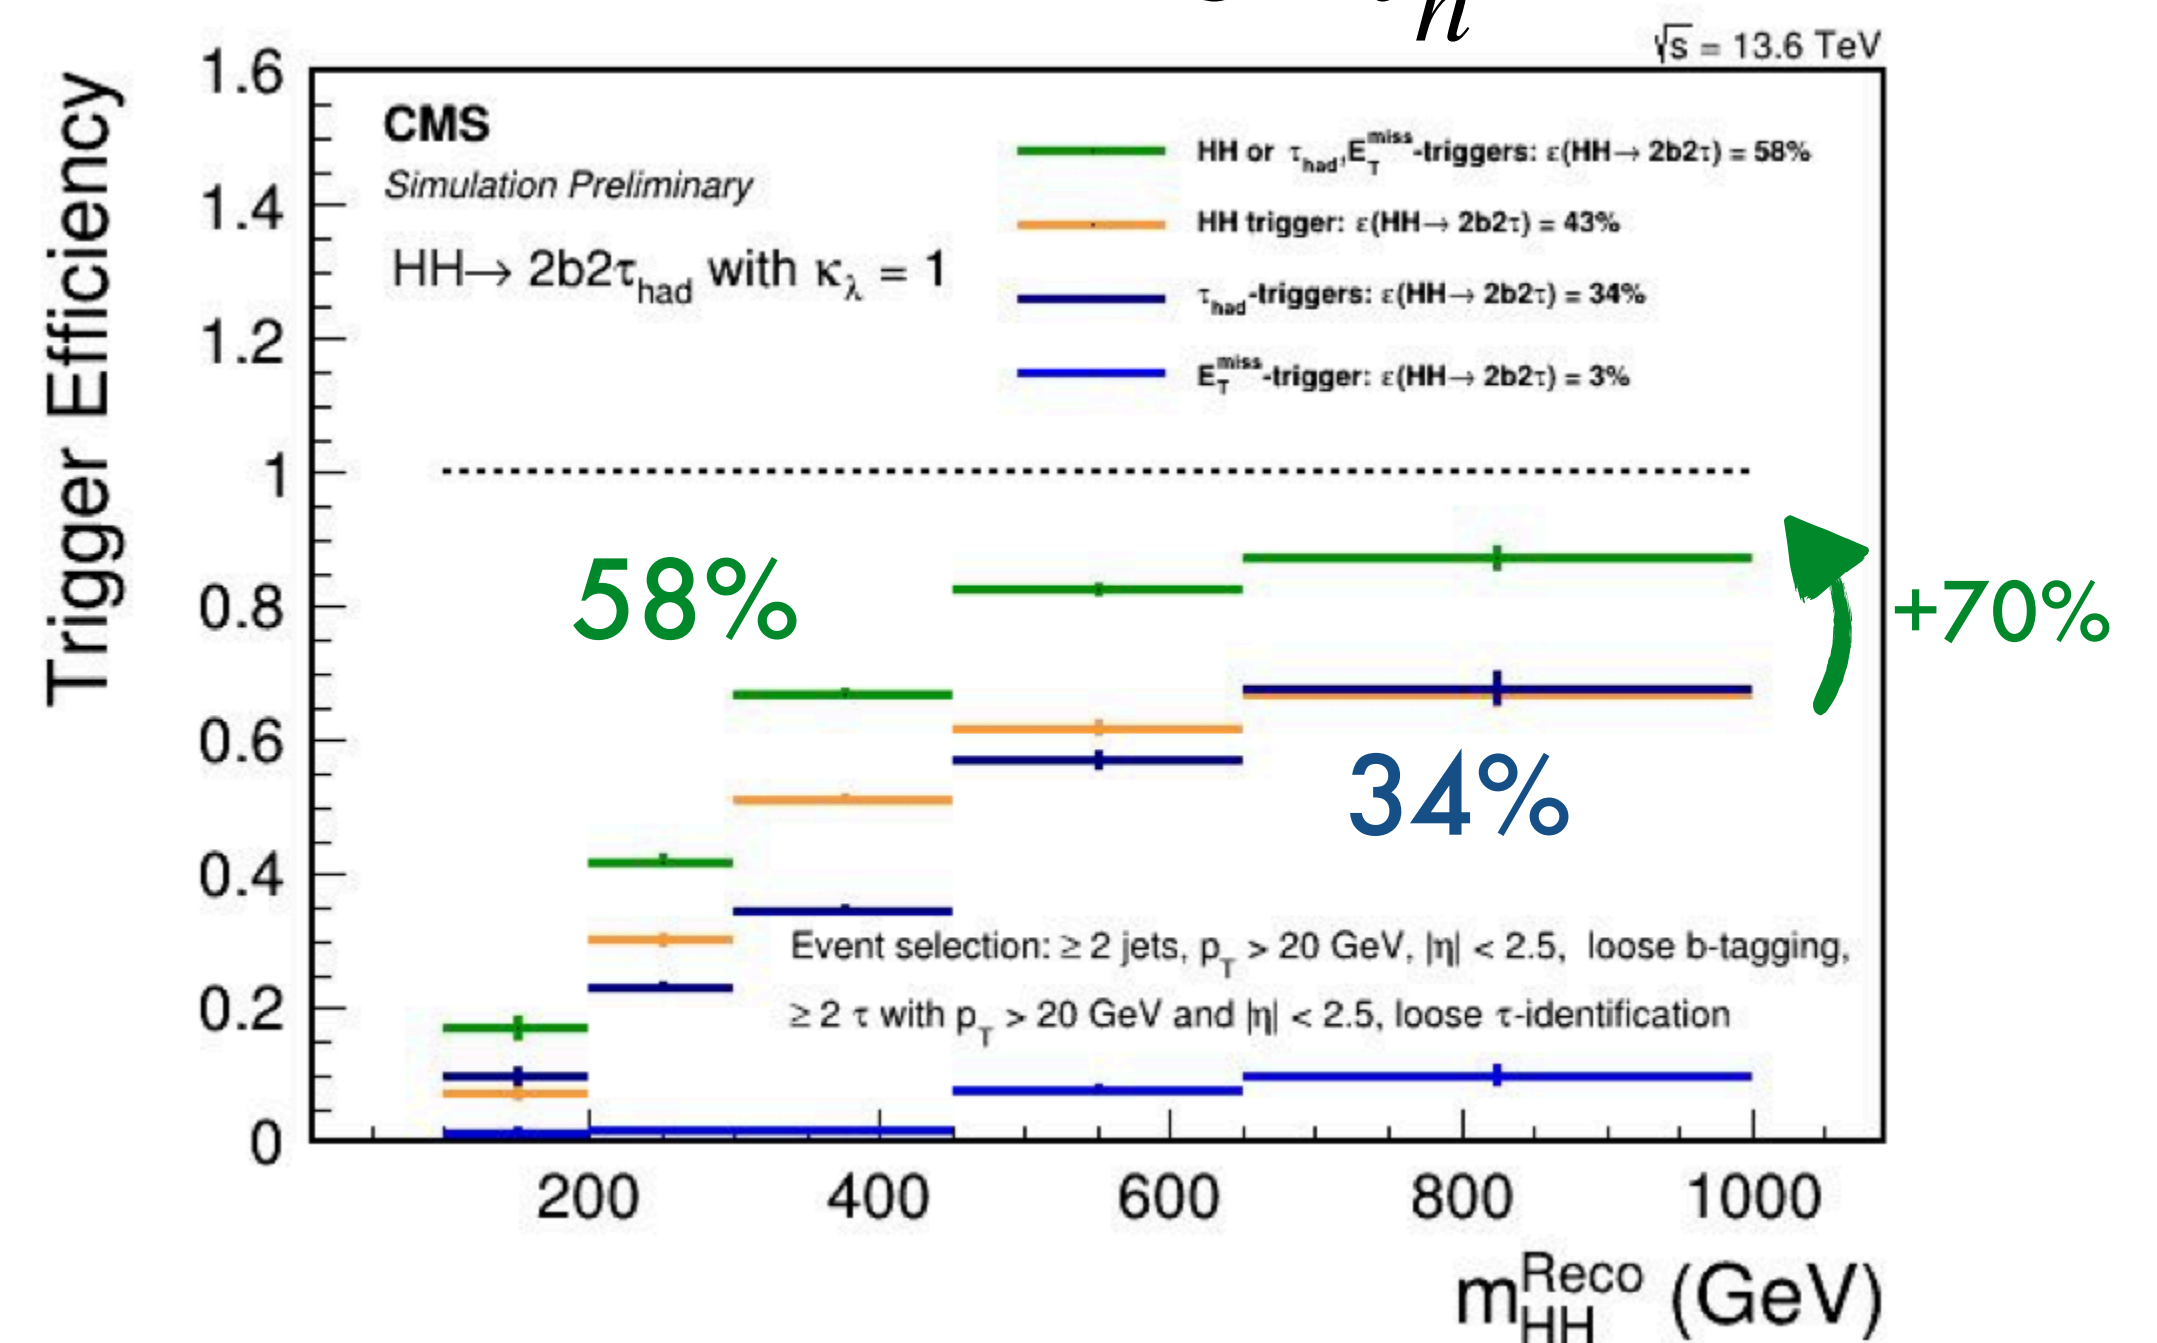 n
√s = 13.6 TeV
CMS
Simulation Preliminary
HH→ 2b2τhad with κλ = 1
HH or τhad,ETmiss-triggers: ε(HH→ 2b2τ) = 58%
HH trigger: ε(HH→ 2b2τ) = 43%
τhad-triggers: ε(HH→ 2b2τ) = 34%
ETmiss-trigger: ε(HH→ 2b2τ) = 3%
Trigger Efficiency
1.6
1.4
1.2
1
0.8
0.6
0.4
0.2
0
58%
+70%
34%
Event selection: ≥ 2 jets, pT > 20 GeV, |η| < 2.5, loose b-tagging,
≥ 2 τ with pT > 20 GeV and |η| < 2.5, loose τ-identification
200 400 600 800 1000
mHHReco (GeV)